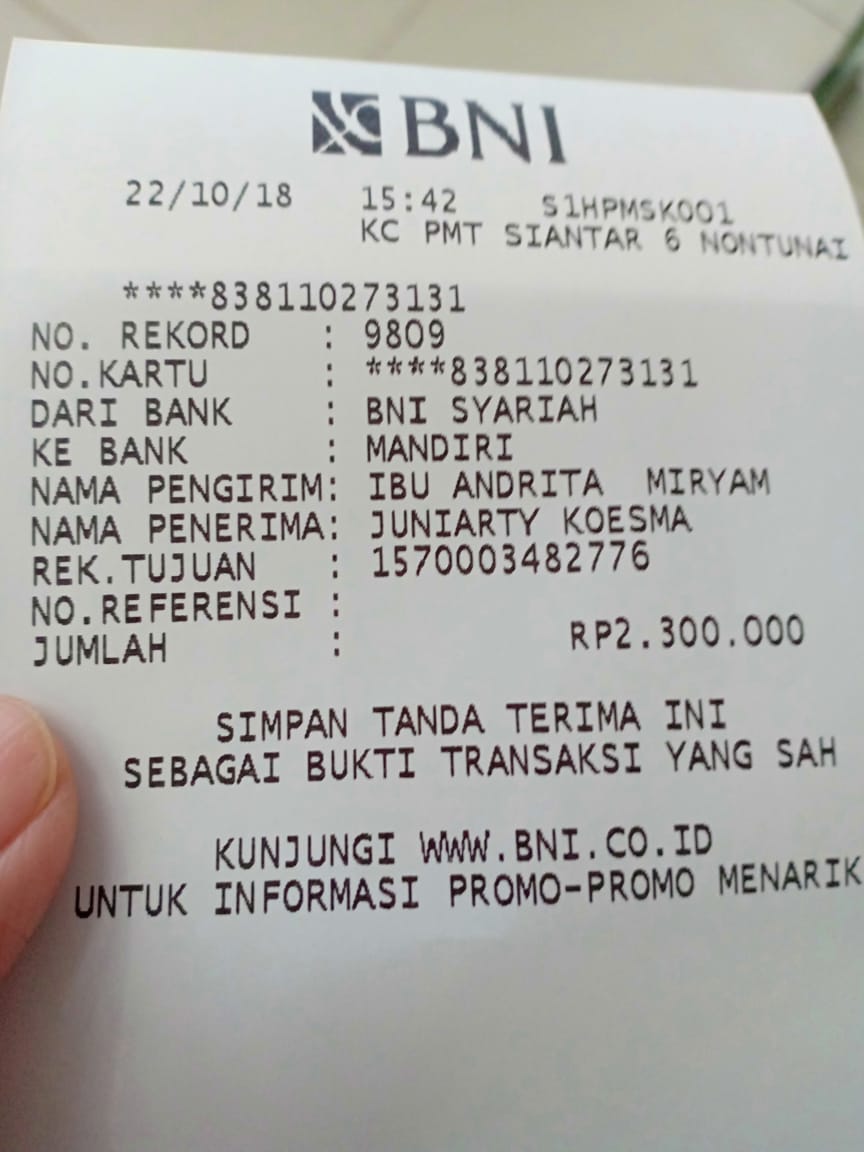 BNI
22/10/18 15:42 S1HPMSK001
KC PMT SIANTAR 6 NONTUNAI
****838110273131
NO. REKORD : 9809
NO.KARTU : ****838110273131
DARI BANK : BNI SYARIAH
KE BANK : MANDIRI
NAMA PENGIRIM: IBU ANDRITA MIRYAM
NAMA PENERIMA: JUNIARTY KOESMA
REK.TUJUAN : 1570003482776
NO.REFERENSI :
JUMLAH : RP2.300.000
SIMPAN TANDA TERIMA INI
SEBAGAI BUKTI TRANSAKSI YANG SAH
KUNJUNGI WWW.BNI.CO.ID
UNTUK INFORMASI PROMO-PROMO MENARIK